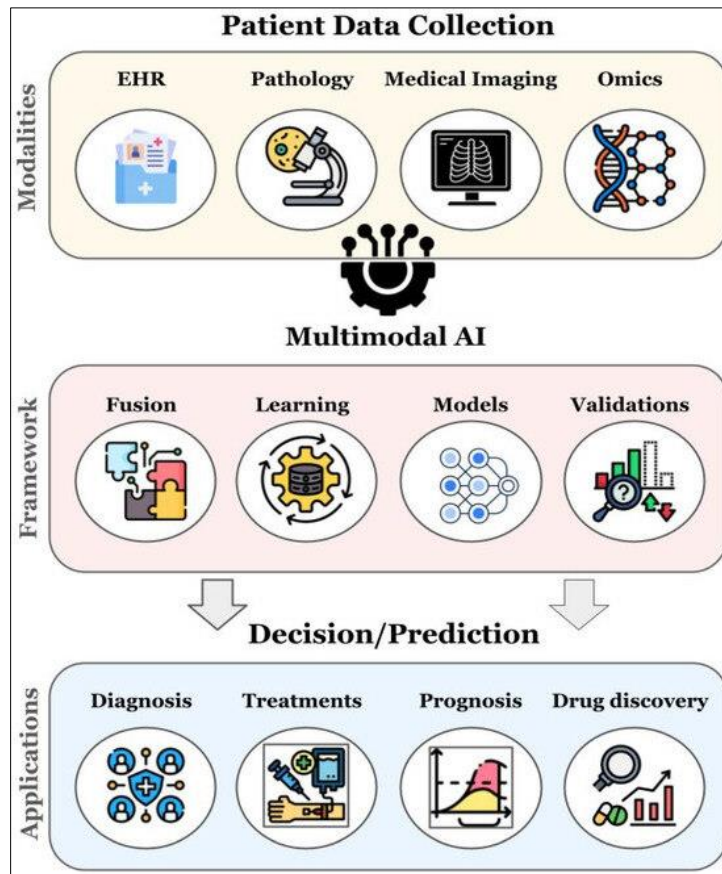 Patient Data Collection
Modalities
EHR
Pathology
Medical Imaging
Omics
Multimodal AI
Framework
Fusion
Learning
Models
Validations
?
Decision/Prediction
Applications
Diagnosis
Treatments
Prognosis
Drug discovery